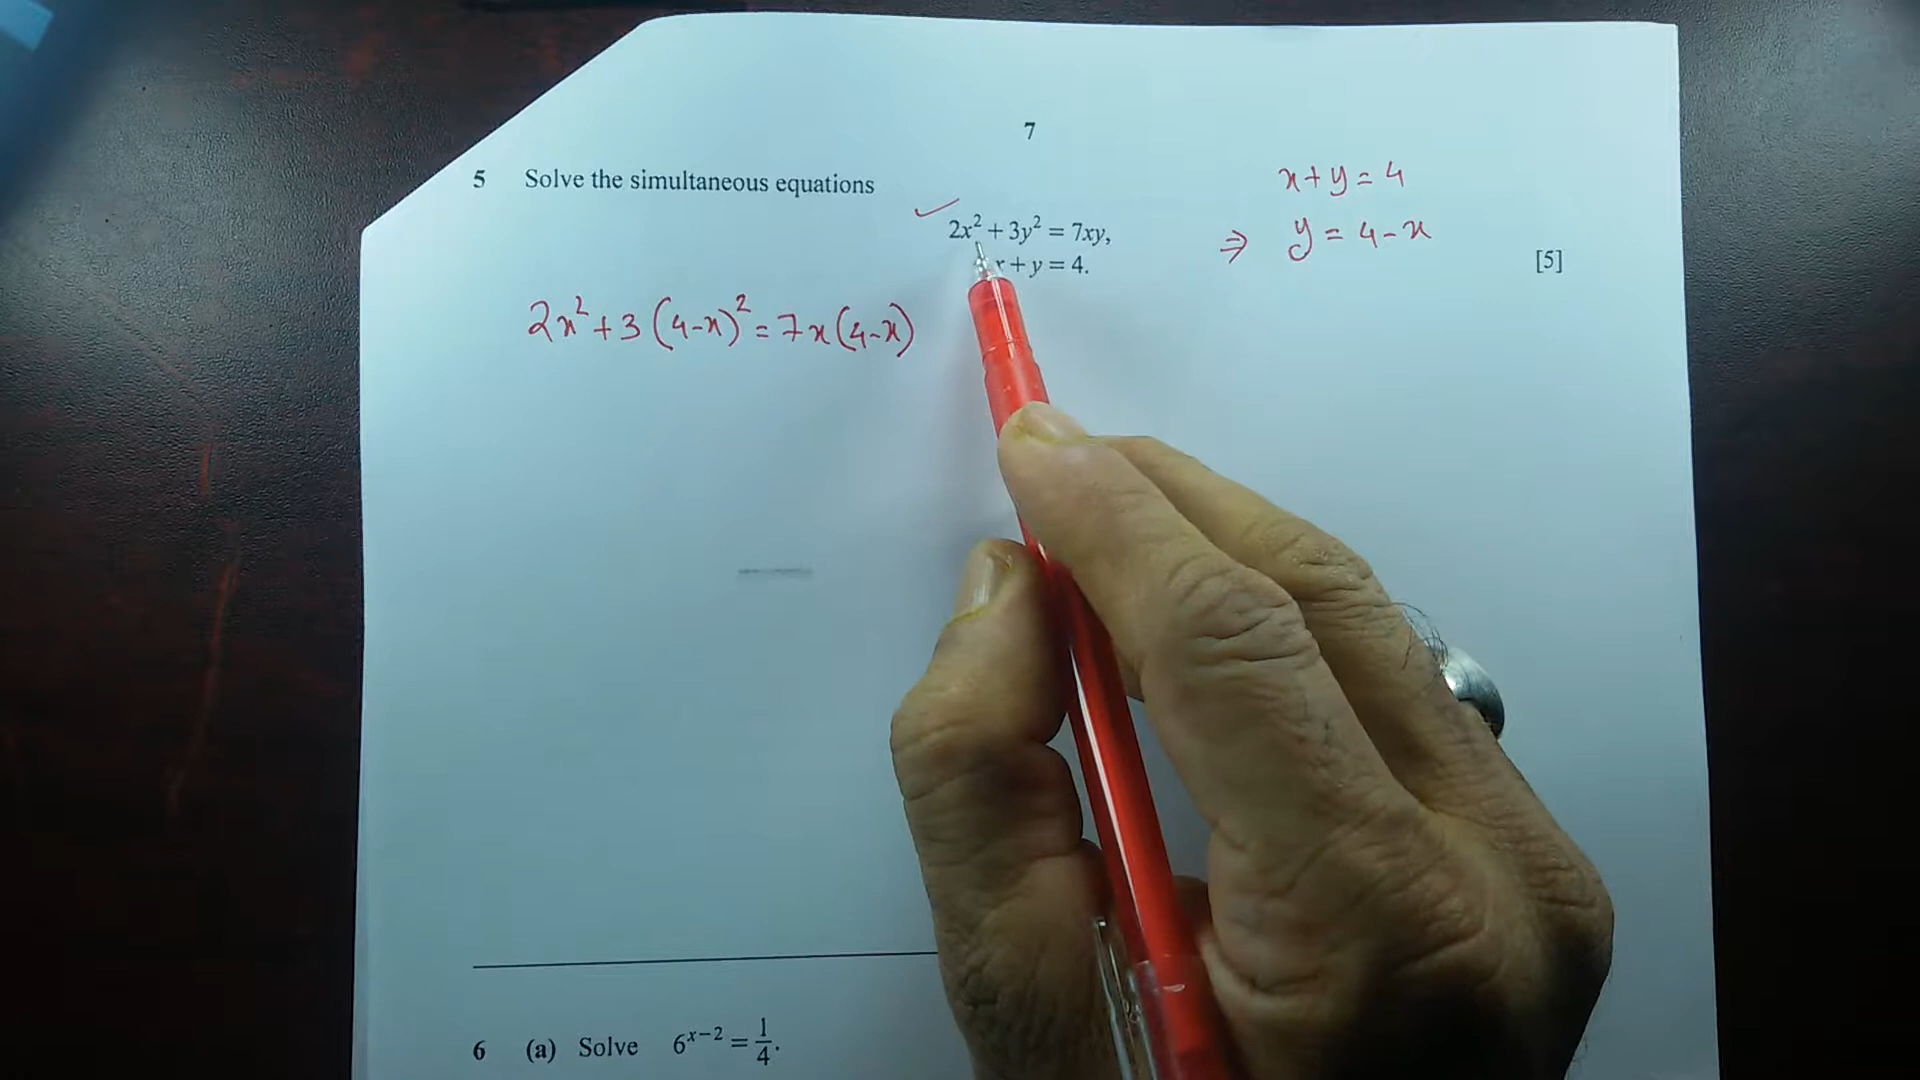 7
5 Solve the simultaneous equations
2x² + 3y² = 7xy,
x + y = 4.
[5]
x + y = 4
⇒ y = 4 - x
2x² + 3(4-x)² = 7x(4-x)
6 (a) Solve 6^{x-2} = 1/4.